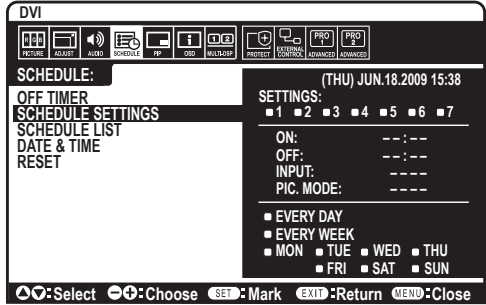 DVI
RGB
PICTURE ADJUST AUDIO SCHEDULE PIP OSD MULTI-DSP PROTECT EXTERNAL CONTROL PRO 1 ADVANCED PRO 2 ADVANCED
SCHEDULE:
OFF TIMER
SCHEDULE SETTINGS
SCHEDULE LIST
DATE & TIME
RESET
(THU) JUN.18.2009 15:38
SETTINGS:
1 2 3 4 5 6 7
ON: --:--
OFF: --:--
INPUT: ----
PIC. MODE: ----
EVERY DAY
EVERY WEEK
MON TUE WED THU
FRI SAT SUN
:Select :Choose SET :Mark EXIT :Return MENU :Close